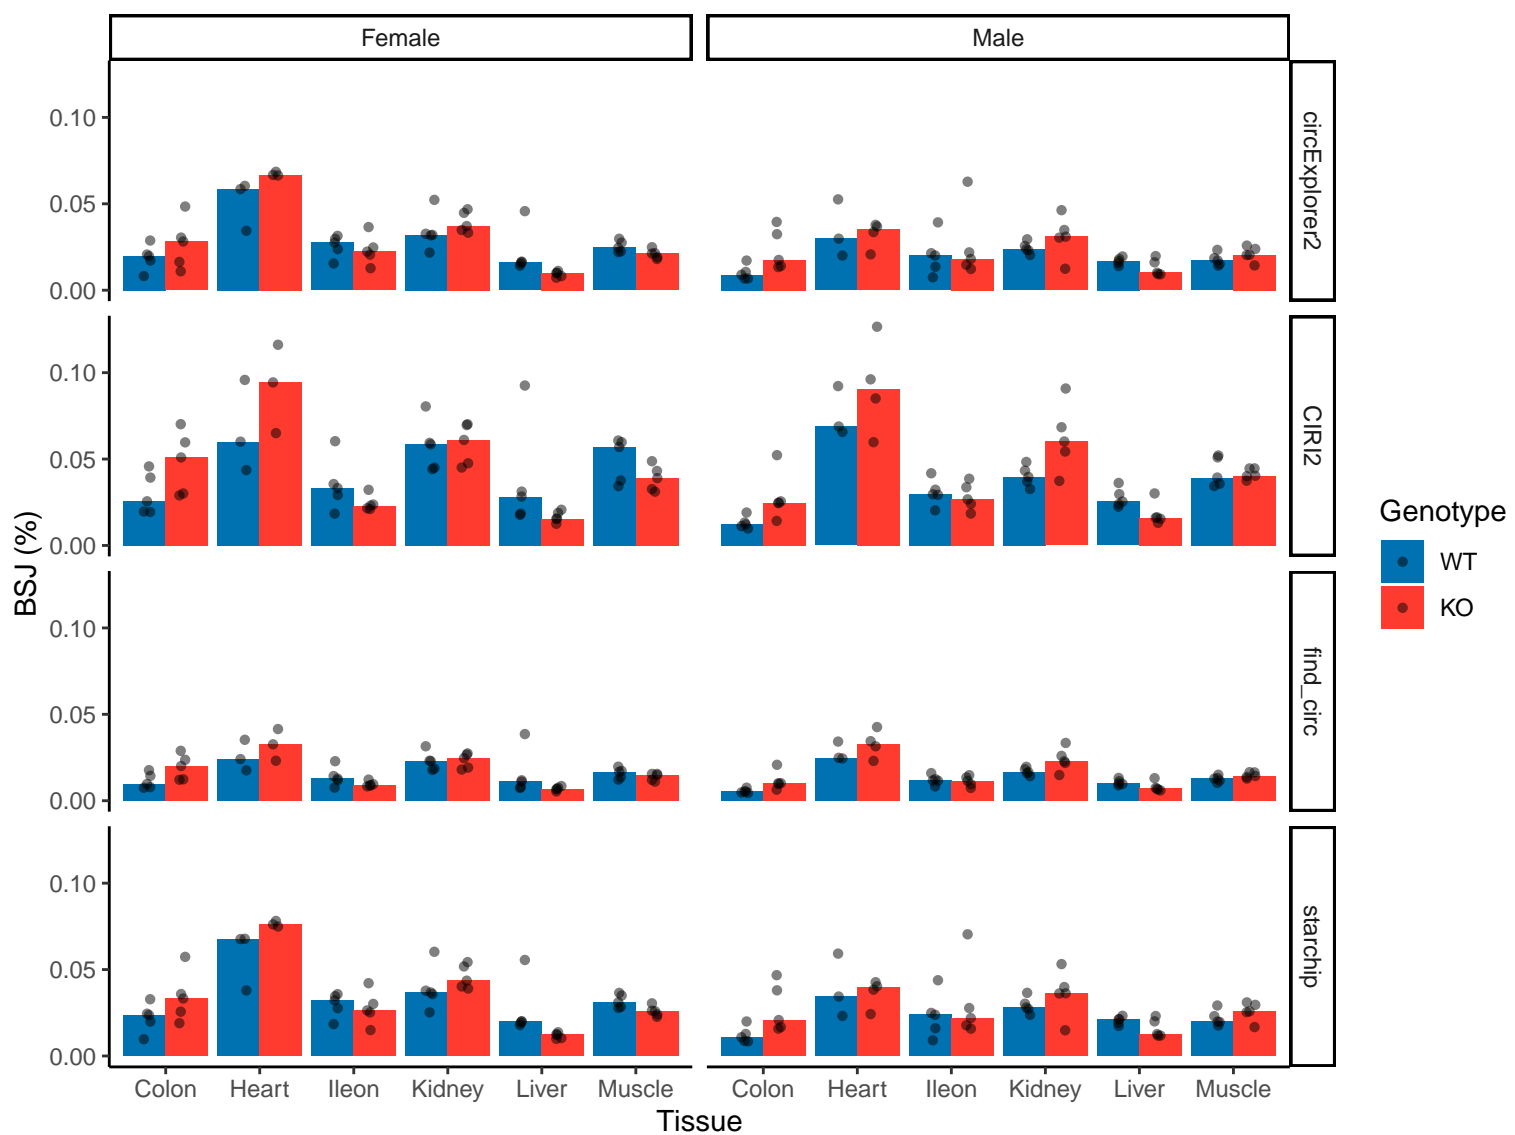 Female
Male
circExplorer2
0.10
0.05
0.00
CIRI2
0.10
0.05
0.00
find_circ
0.10
0.05
0.00
starchip
0.10
0.05
0.00
BSJ (%)
Colon Heart Ileon Kidney Liver Muscle
Colon Heart Ileon Kidney Liver Muscle
Tissue
Genotype
WT
KO